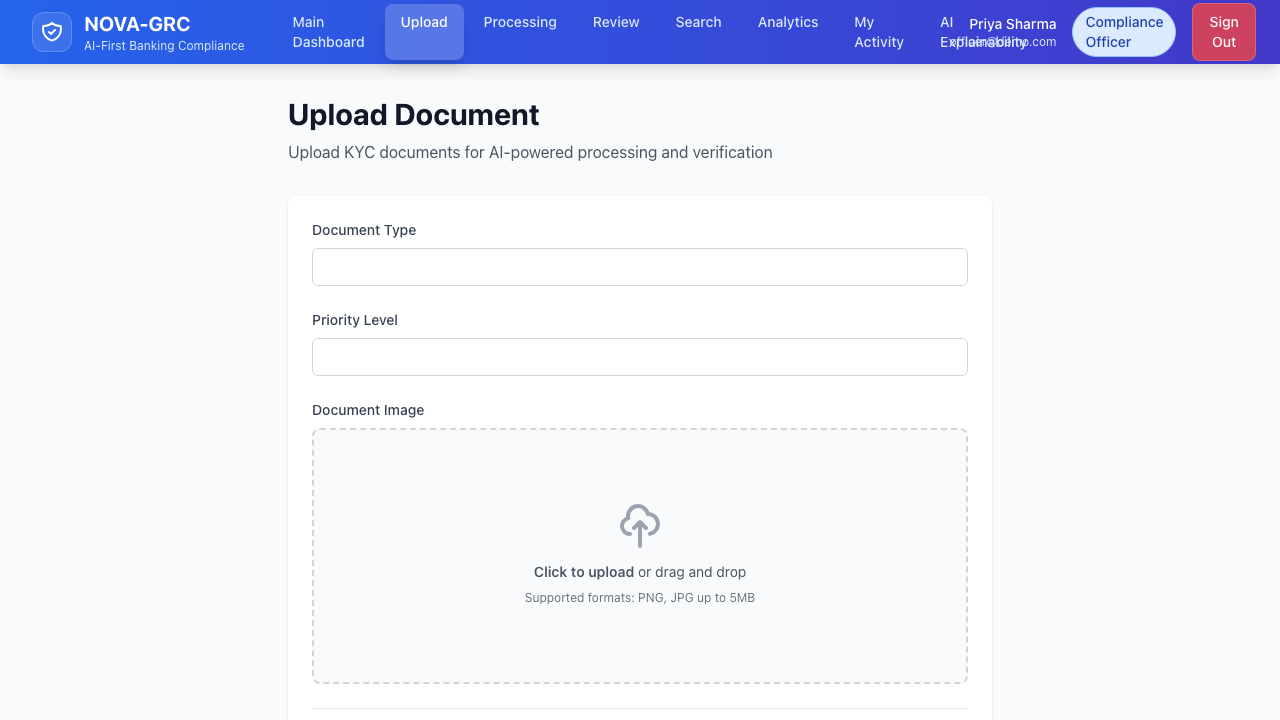 NOVA-GRC
AI-First Banking Compliance
Main
Dashboard
Upload
Processing
Review
Search
Analytics
My
Activity
AI
Explainability
Priya Sharma
Compliance
Officer
Sign
Out
Upload Document
Upload KYC documents for AI-powered processing and verification
Document Type
Priority Level
Document Image
Click to upload or drag and drop
Supported formats: PNG, JPG up to 5MB